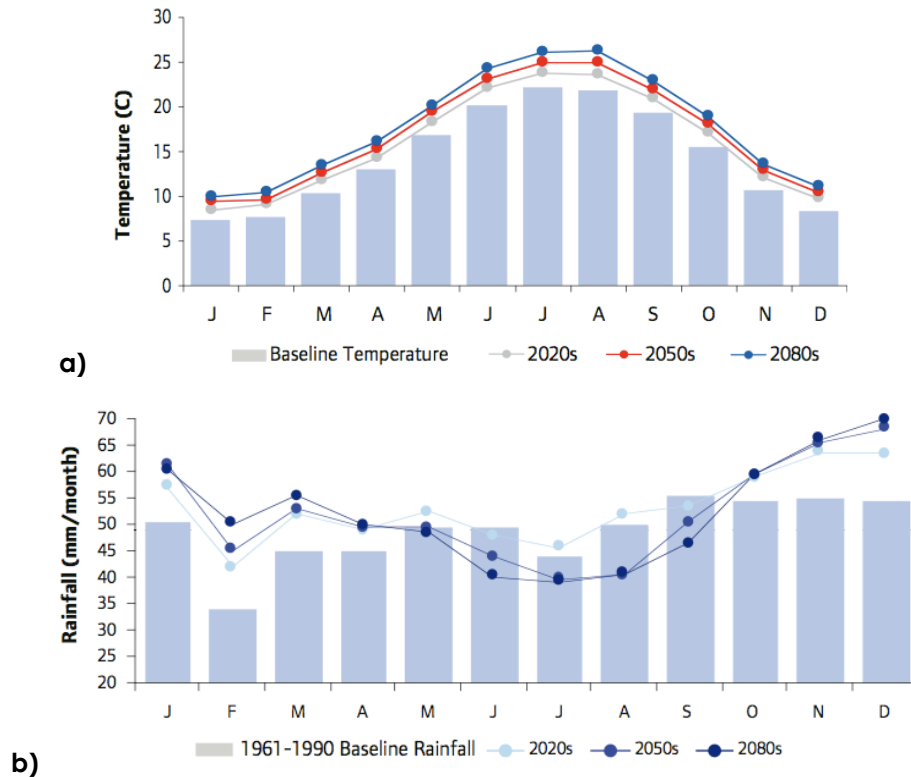 30
25
20
15
10
5
0
Temperature (C)
J F M A M J J A S O N D
Baseline Temperature 2020s 2050s 2080s
a)
70
65
60
55
50
45
40
35
30
25
20
Rainfall (mm/month)
J F M A M J J A S O N D
1961-1990 Baseline Rainfall 2020s 2050s 2080s
b)